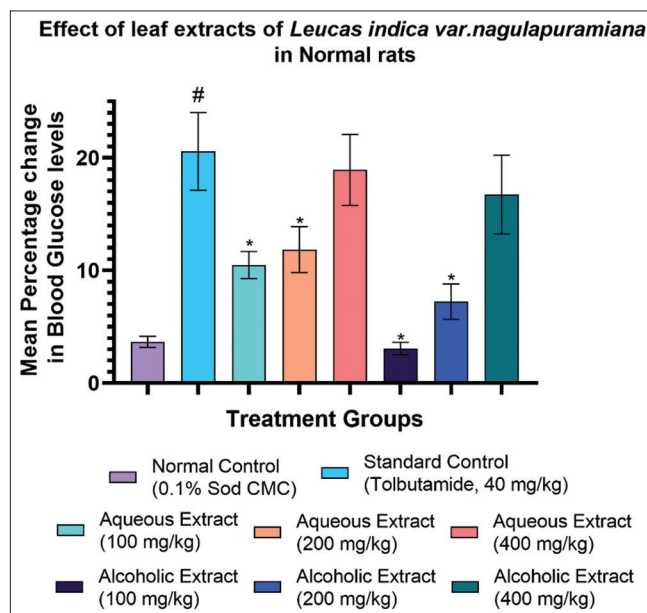 Effect of leaf extracts of Leucas indica var.nagulapuramiana
in Normal rats
Mean Percentage change
in Blood Glucose levels
20
10
0
#
*
*
*
*
Treatment Groups
Normal Control
(0.1% Sod CMC)
Standard Control
(Tolbutamide, 40 mg/kg)
Aqueous Extract
(100 mg/kg)
Aqueous Extract
(200 mg/kg)
Aqueous Extract
(400 mg/kg)
Alcoholic Extract
(100 mg/kg)
Alcoholic Extract
(200 mg/kg)
Alcoholic Extract
(400 mg/kg)